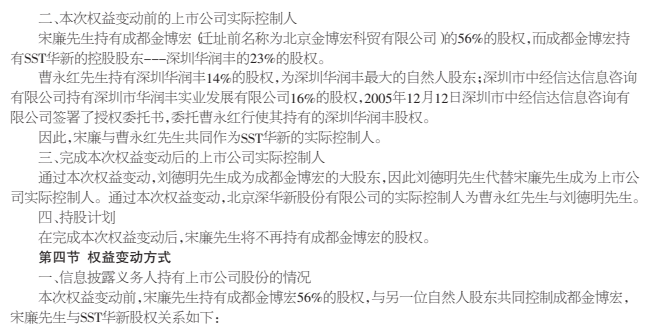 二、本次权益变动前的上市公司实际控制人
宋廉先生持有成都金博宏（迁址前名称为北京金博宏科贸有限公司）的56%的股权,而成都金博宏持
有SST华新的控股股东---深圳华润丰的23%的股权。
曹永红先生持有深圳华润丰14%的股权,为深圳华润丰最大的自然人股东;深圳市中经信达信息咨询
有限公司持有深圳市华润丰实业发展有限公司16%的股权,2005年12月12日深圳市中经信达信息咨询有
限公司签署了授权委托书,委托曹永红行使其持有的深圳华润丰股权。
因此,宋廉与曹永红先生共同作为SST华新的实际控制人。
三、完成本次权益变动后的上市公司实际控制人
通过本次权益变动,刘德明先生成为成都金博宏的大股东,因此刘德明先生代替宋廉先生成为上市公
司实际控制人。通过本次权益变动,北京深华新股份有限公司的实际控制人为曹永红先生与刘德明先生。
四、持股计划
在完成本次权益变动后,宋廉先生将不再持有成都金博宏的股权。
第四节 权益变动方式
一、信息披露义务人持有上市公司股份的情况
本次权益变动前,宋廉先生持有成都金博宏56%的股权,与另一位自然人股东共同控制成都金博宏,
宋廉先生与SST华新股权关系如下: